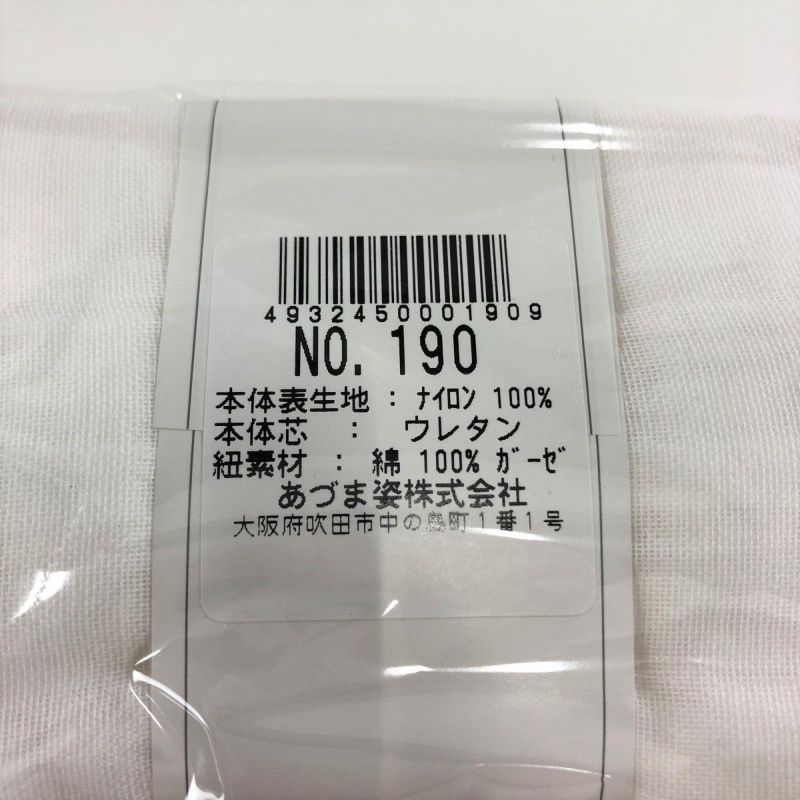 4932450001909
NO.190
本体表生地 : ナイロン 100%
本体芯 : ウレタン
紐素材 : 綿 100% ガーゼ
あづま姿株式会社
大阪府吹田市中の島町1番1号